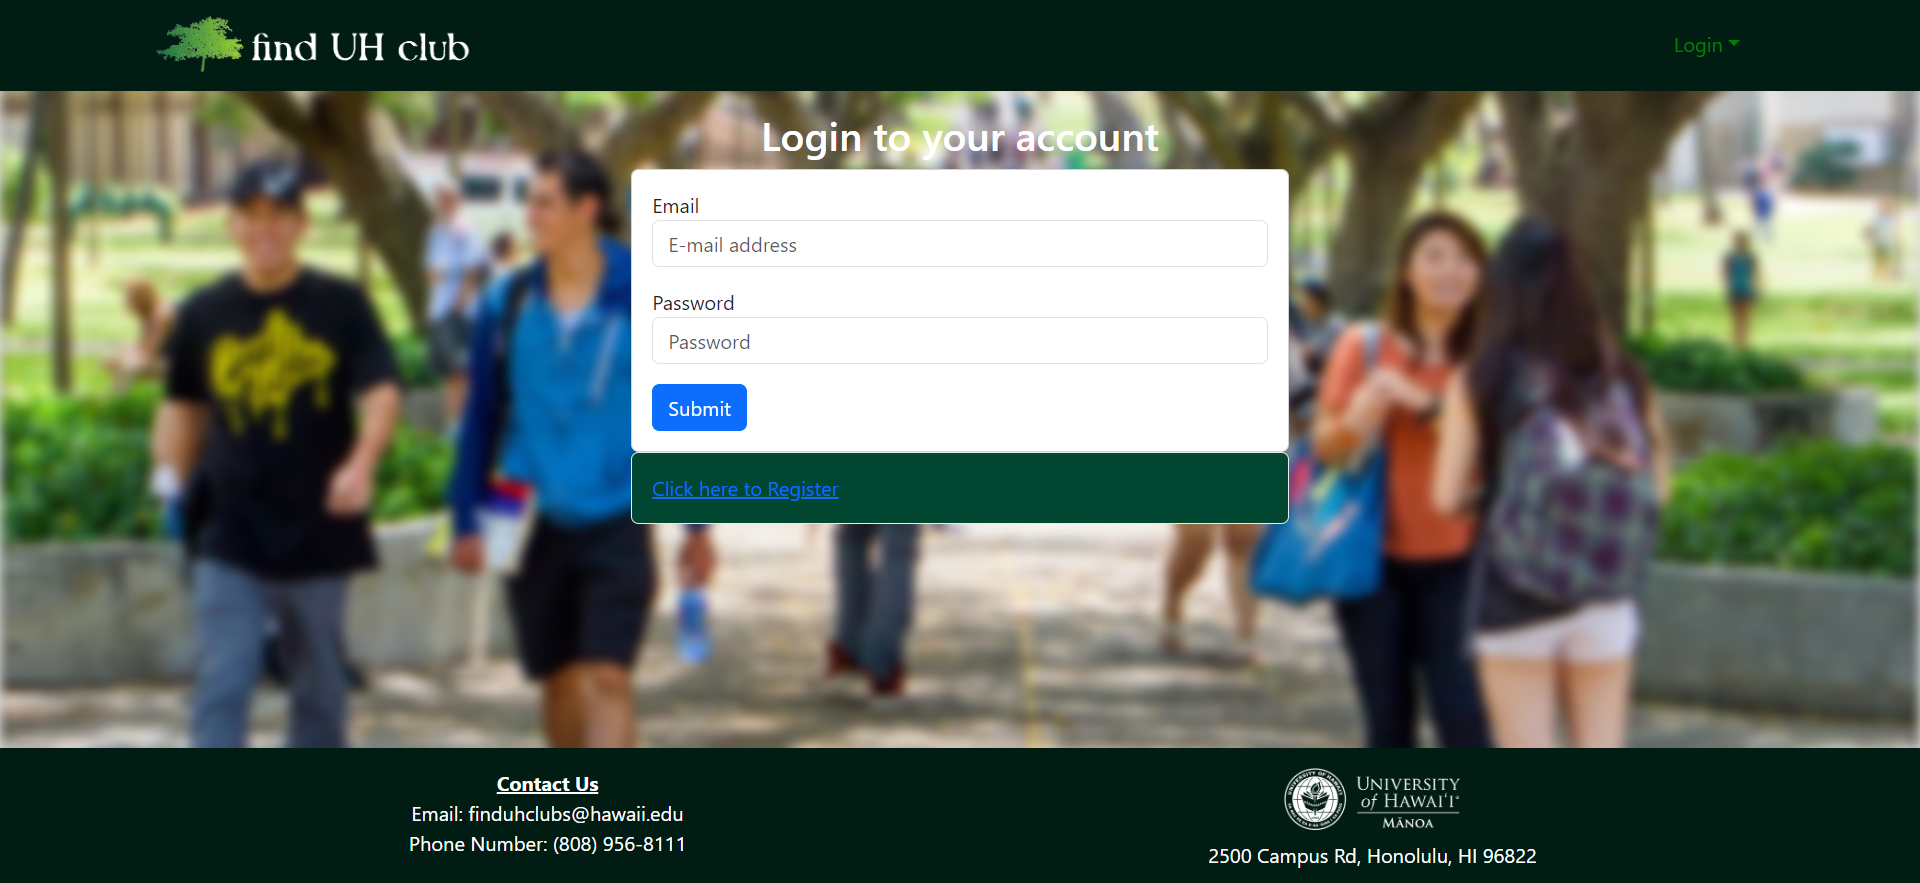 find UH club
Login
Login to your account
Email
E-mail address
Password
Password
Submit
Click here to Register
Contact Us
Email: finduhclubs@hawaii.edu
Phone Number: (808) 956-8111
UNIVERSITY
of HAWAIʻI®
MĀNOA
2500 Campus Rd, Honolulu, HI 96822